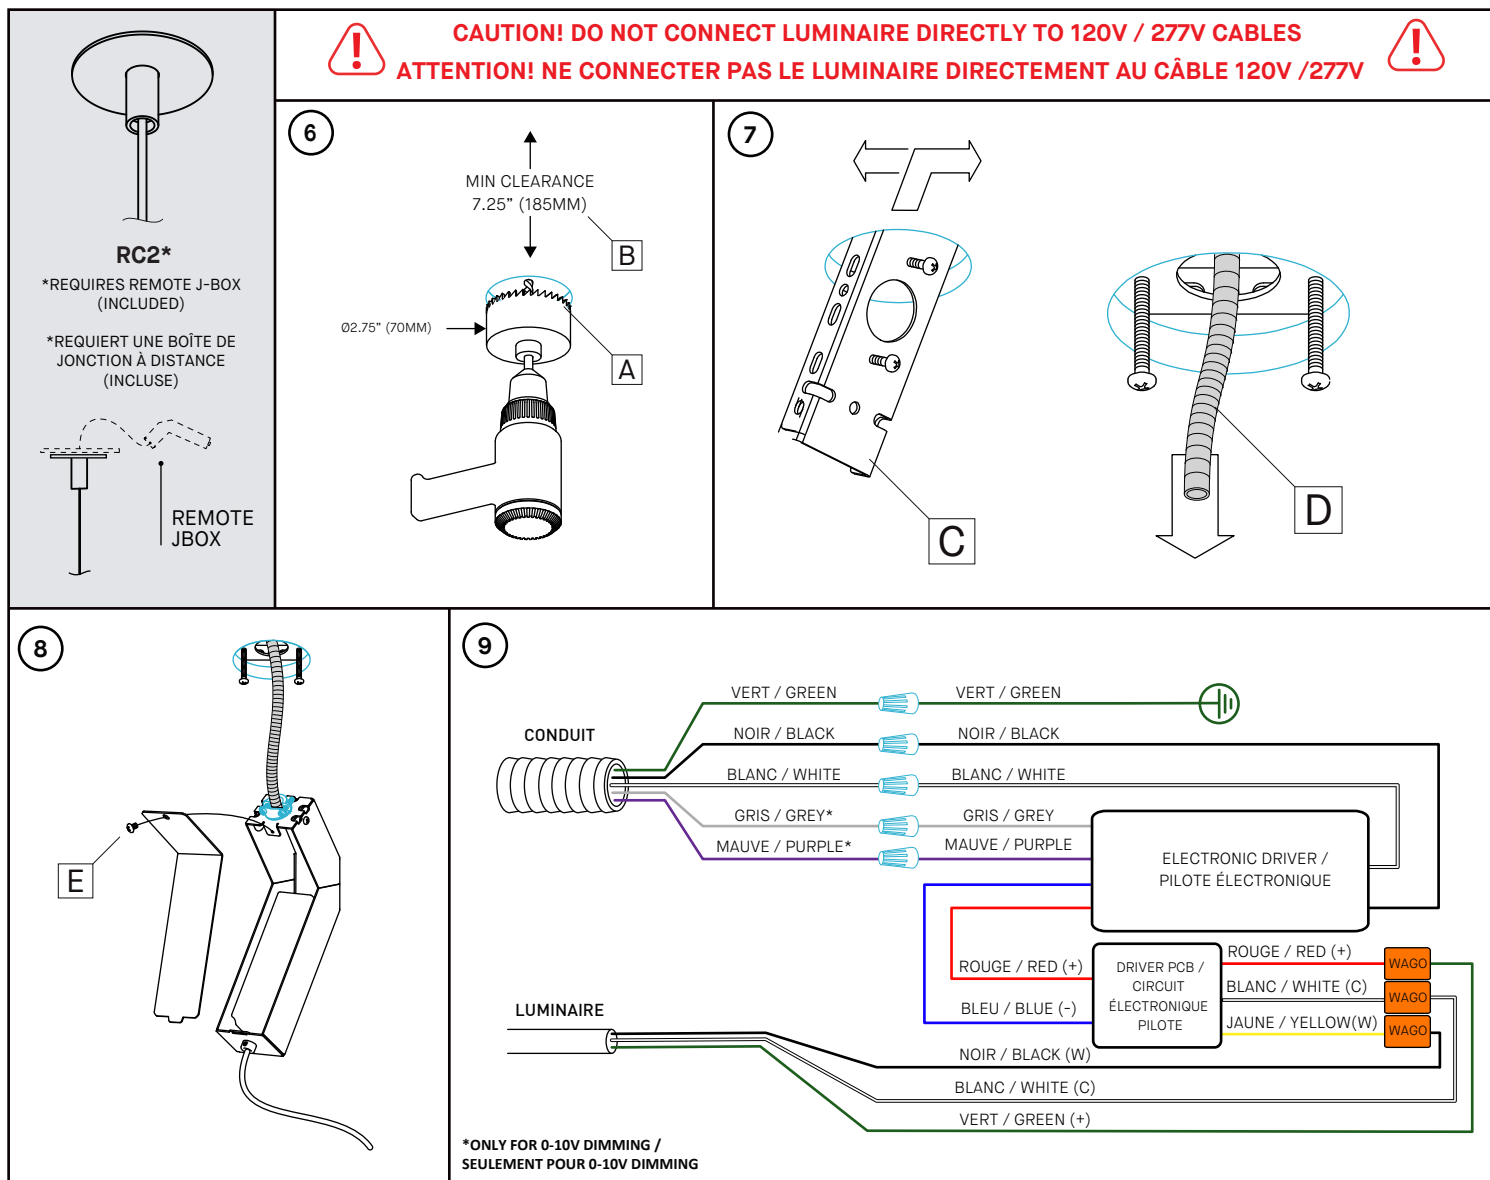 CAUTION! DO NOT CONNECT LUMINAIRE DIRECTLY TO 120V / 277V CABLES
ATTENTION! NE CONNECTER PAS LE LUMINAIRE DIRECTEMENT AU CÂBLE 120V /277V
RC2*
*REQUIRES REMOTE J-BOX
(INCLUDED)
*REQUIERT UNE BOÎTE DE
JONCTION À DISTANCE
(INCLUSE)
REMOTE
JBOX
6
MIN CLEARANCE
7.25” (185MM)
B
Ø2.75” (70MM)
A
7
C
D
8
E
9
CONDUIT
VERT / GREEN
VERT / GREEN
NOIR / BLACK
NOIR / BLACK
BLANC / WHITE
BLANC / WHITE
GRIS / GREY*
GRIS / GREY
MAUVE / PURPLE*
MAUVE / PURPLE
ELECTRONIC DRIVER /
PILOTE ÉLECTRONIQUE
ROUGE / RED (+)
BLEU / BLUE (-)
DRIVER PCB /
CIRCUIT
ÉLECTRONIQUE
PILOTE
ROUGE / RED (+)
WAGO
BLANC / WHITE (C)
WAGO
JAUNE / YELLOW(W)
WAGO
LUMINAIRE
NOIR / BLACK (W)
BLANC / WHITE (C)
VERT / GREEN (+)
*ONLY FOR 0-10V DIMMING /
SEULEMENT POUR 0-10V DIMMING